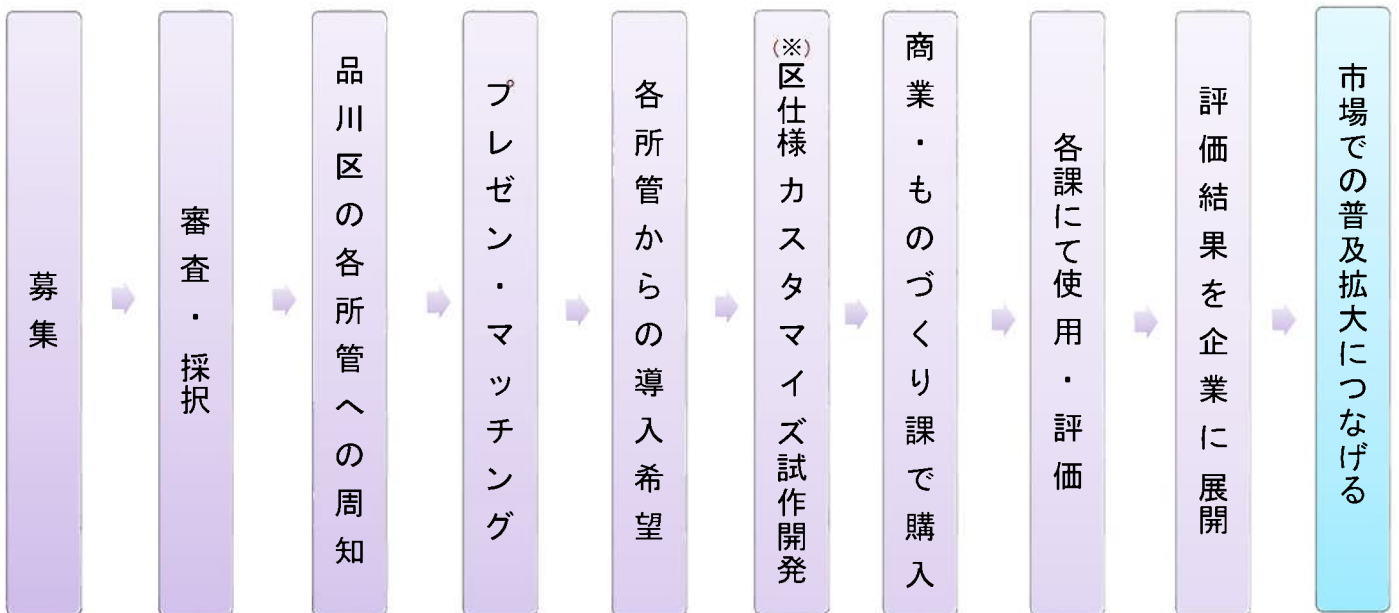 募集
審査・採択
品川区の各所管への周知
プレゼン・マッチング
各所管からの導入希望
(※)区仕様カスタマイズ試作開発
商業・ものづくり課で購入
各課にて使用・評価
評価結果を企業に展開
市場での普及拡大につなげる